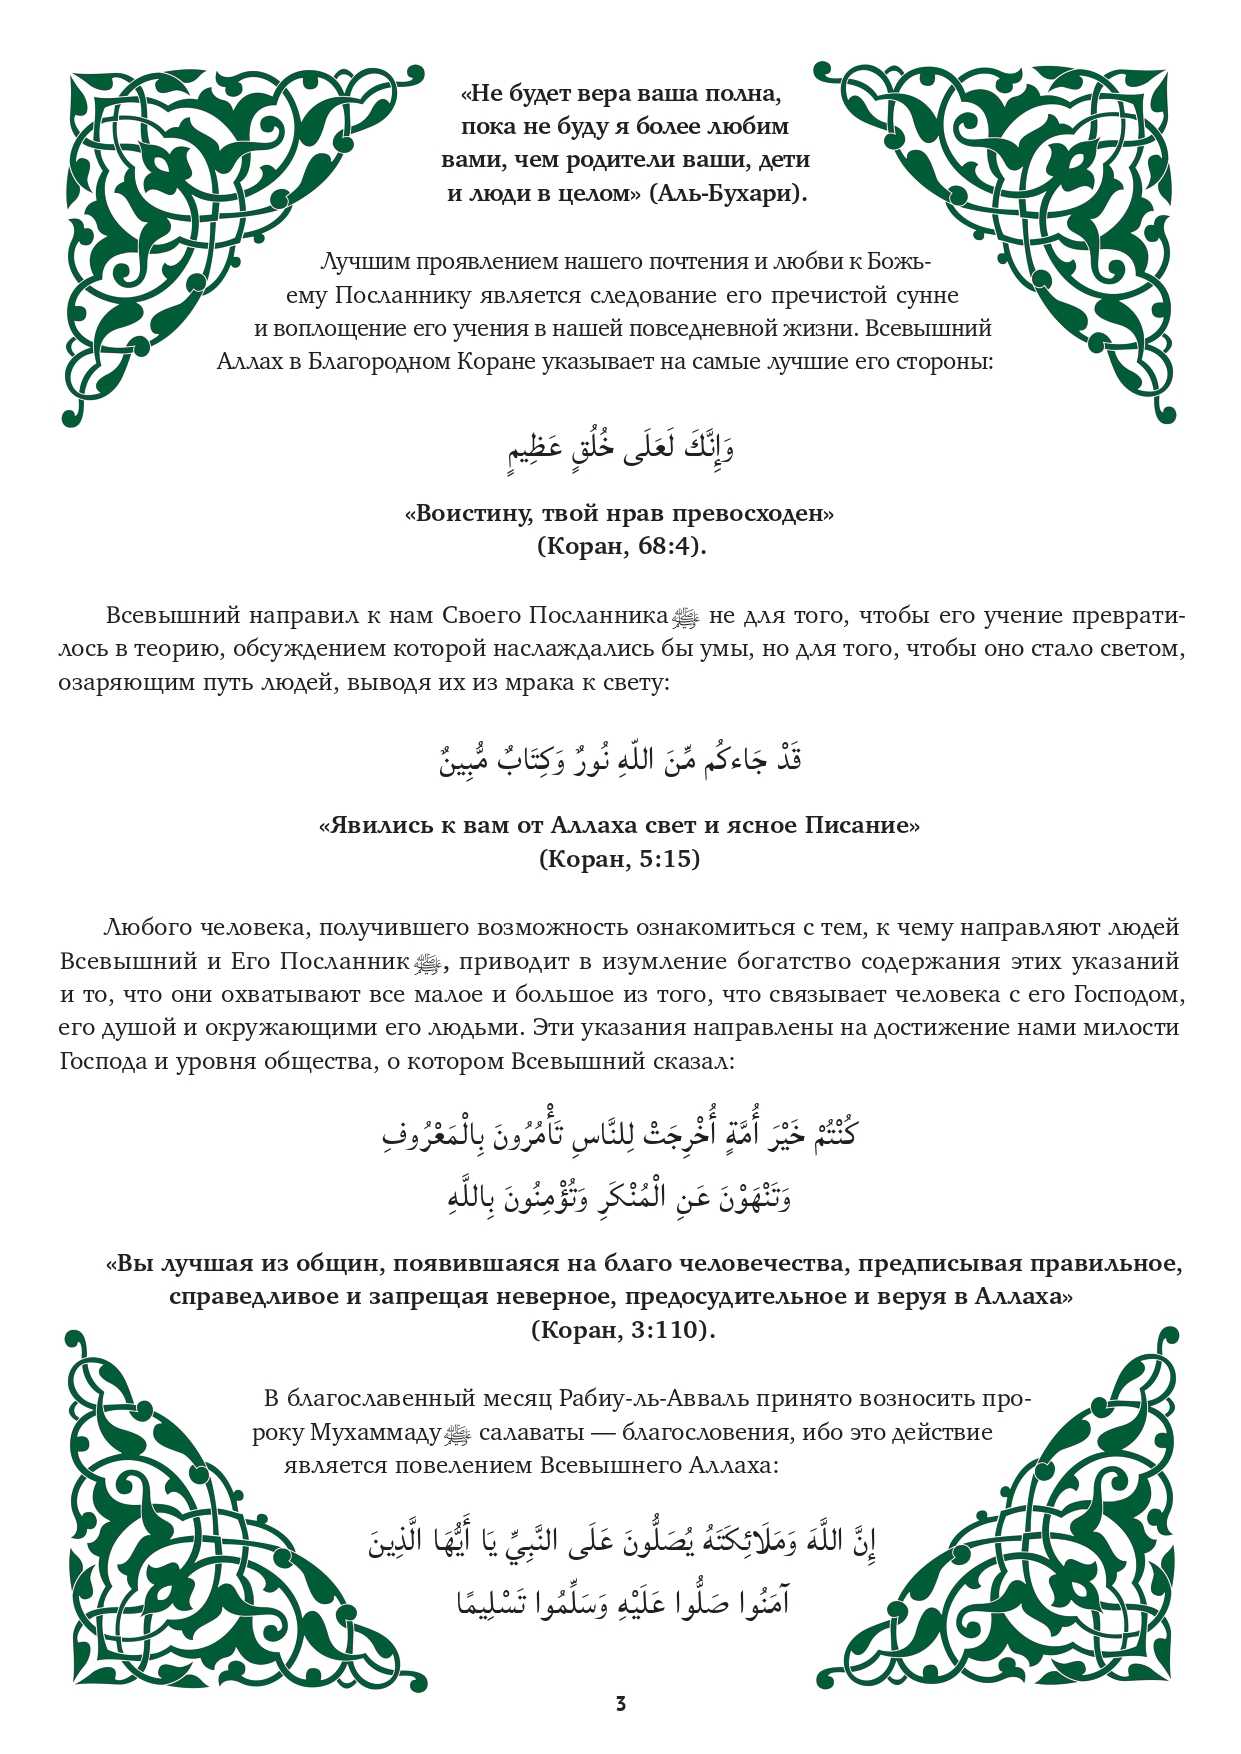 «Не будет вера ваша полна,
пока не буду я более любим
вами, чем родители ваши, дети
и люди в целом» (Аль-Бухари).
Лучшим проявлением нашего почтения и любви к Божь-
ему Посланнику является следование его пречистой сунне
и воплощение его учения в нашей повседневной жизни. Всевышний
Аллах в Благородном Коране указывает на самые лучшие его стороны:
وَإِنَّكَ لَعَلَى خُلُقٍ عَظِيمٍ
«Воистину, твой нрав превосходен»
(Коран, 68:4).
Всевышний направил к нам Своего Посланника ﷺ не для того, чтобы его учение преврати-
лось в теорию, обсуждением которой наслаждались бы умы, но для того, чтобы оно стало светом,
озаряющим путь людей, выводя их из мрака к свету:
قَدْ جَاءكُم مِّنَ اللّهِ نُورٌ وَكِتَابٌ مُّبِينٌ
«Явились к вам от Аллаха свет и ясное Писание»
(Коран, 5:15)
Любого человека, получившего возможность ознакомиться с тем, к чему направляют людей
Всевышний и Его Посланник ﷺ, приводит в изумление богатство содержания этих указаний
и то, что они охватывают все малое и большое из того, что связывает человека с его Господом,
его душой и окружающими его людьми. Эти указания направлены на достижение нами милости
Господа и уровня общества, о котором Всевышний сказал:
كُنْتُمْ خَيْرَ أُمَّةٍ أُخْرِجَتْ لِلنَّاسِ تَأْمُرُونَ بِالْمَعْرُوفِ
وَتَنْهَوْنَ عَنِ الْمُنْكَرِ وَتُؤْمِنُونَ بِاللَّهِ
«Вы лучшая из общин, появившаяся на благо человечества, предписывая правильное,
справедливое и запрещая неверное, предосудительное и веруя в Аллаха»
(Коран, 3:110).
В благославенный месяц Рабиу-ль-Авваль принято возносить про-
року Мухаммаду ﷺ салаваты — благословения, ибо это действие
является повелением Всевышнего Аллаха:
إِنَّ اللَّهَ وَمَلَائِكَتَهُ يُصَلُّونَ عَلَى النَّبِيِّ يَا أَيُّهَا الَّذِينَ
آمَنُوا صَلُّوا عَلَيْهِ وَسَلِّمُوا تَسْلِيمًا
3